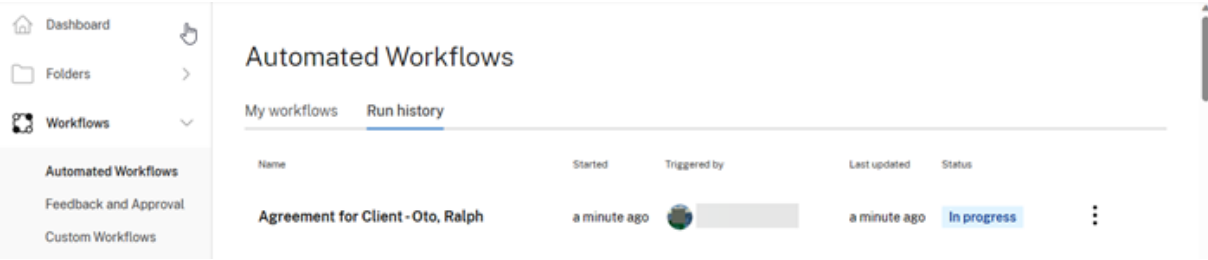 Dashboard
Folders
Workflows
Automated Workflows
Feedback and Approval
Custom Workflows
Automated Workflows
My workflows Run history
Name Started Triggered by Last updated Status
Agreement for Client - Oto, Ralph a minute ago a minute ago In progress